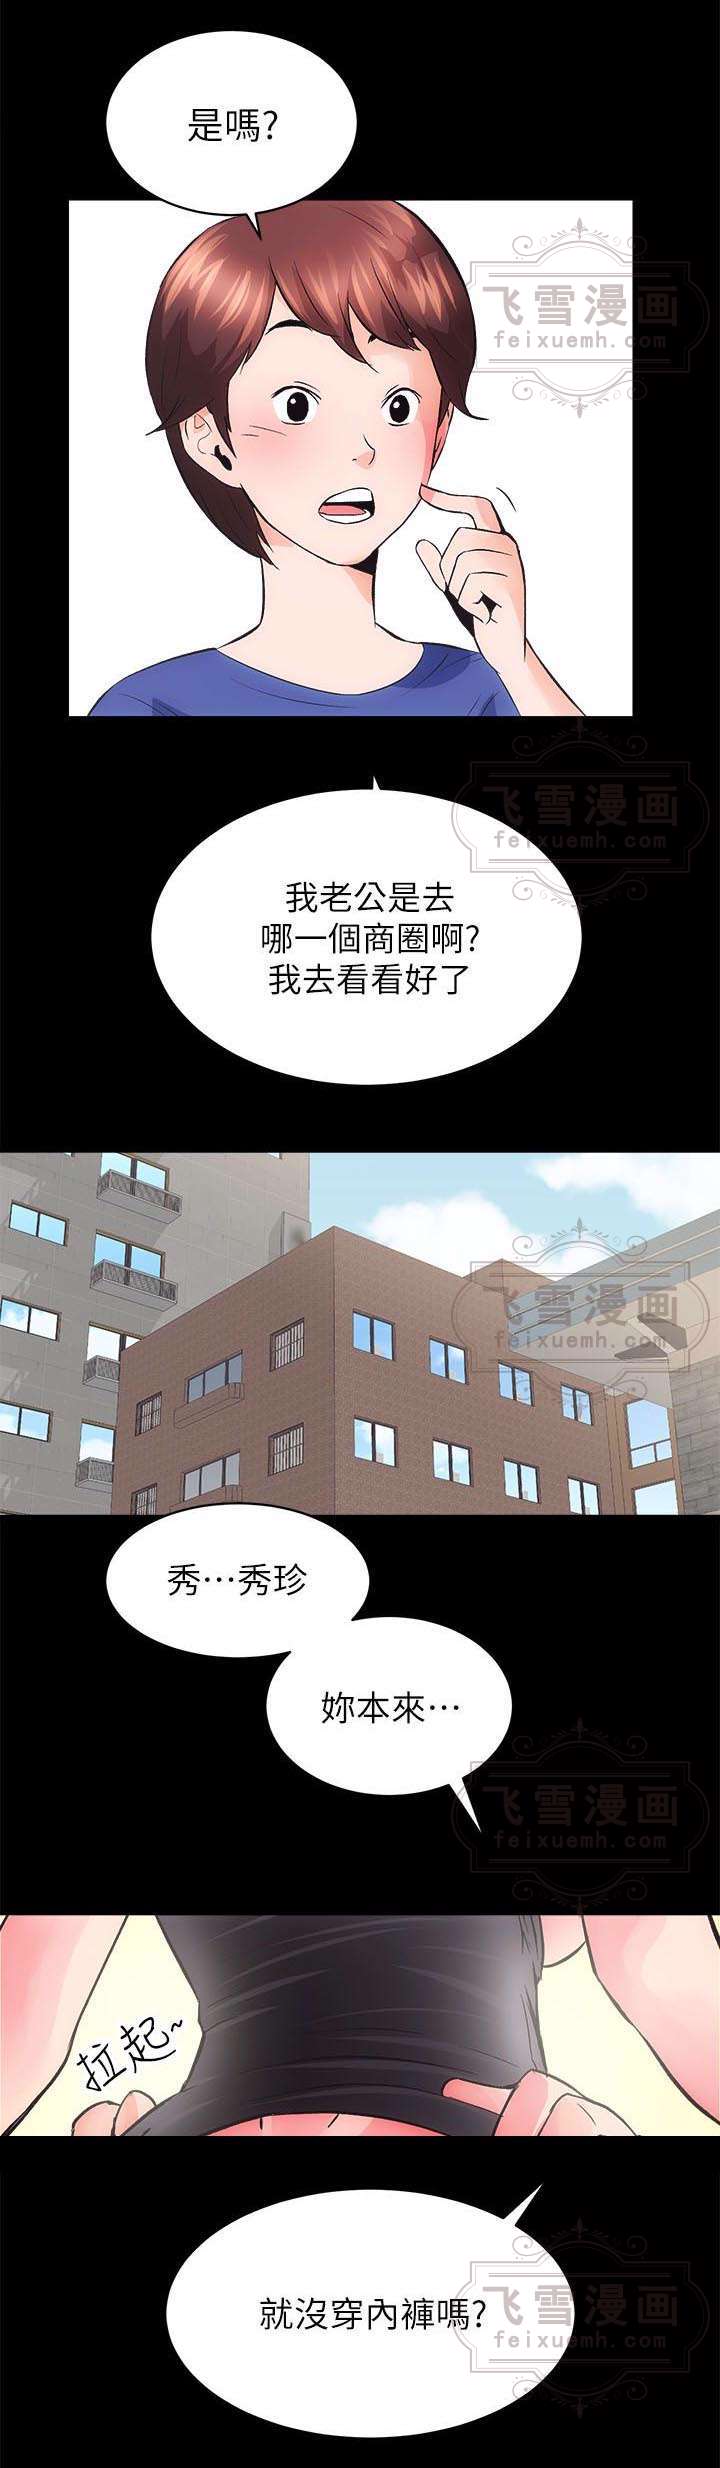 是嗎?
飞雪漫画
feixuemh.com
飞雪漫画
feixuemh.com
我老公是去
哪一個商圈啊?
我去看看好了
飞雪漫画
feixuemh.com
秀⋯秀珍
妳本來⋯
飞雪漫画
feixuemh.com
拉起~
就沒穿內褲嗎?
飞雪漫画
feixuemh.com